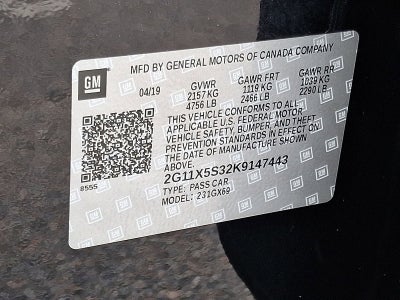 GM
MFD BY GENERAL MOTORS OF CANADA COMPANY
04/19 GVWR GAWR FRT GAWR RR
2157 KG 1119 KG 1039 KG
4756 LB 2466 LB 2290 LB
THIS VEHICLE CONFORMS TO ALL
APPLICABLE U.S. FEDERAL MOTOR
VEHICLE SAFETY, BUMPER, AND THEFT
PREVENTION STANDARDS IN EFFECT ON
THE DATE OF MANUFACTURE SHOWN
ABOVE.
2G11X5S32K9147443
TYPE: PASS CAR
MODEL: 231GX69
8555